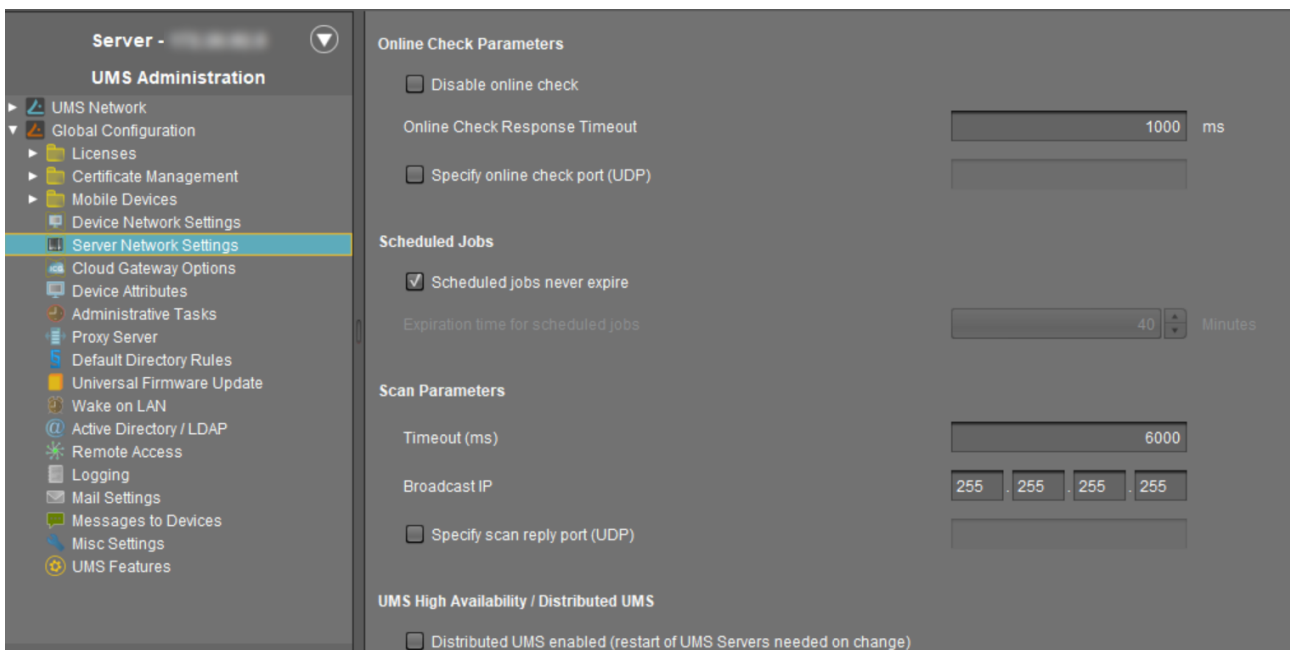 Server -
UMS Administration
UMS Network
Global Configuration
Licenses
Certificate Management
Mobile Devices
Device Network Settings
Server Network Settings
Cloud Gateway Options
Device Attributes
Administrative Tasks
Proxy Server
Default Directory Rules
Universal Firmware Update
Wake on LAN
Active Directory / LDAP
Remote Access
Logging
Mail Settings
Messages to Devices
Misc Settings
UMS Features
Online Check Parameters
Disable online check
Online Check Response Timeout 1000 ms
Specify online check port (UDP)
Scheduled Jobs
Scheduled jobs never expire
Expiration time for scheduled jobs 40 Minutes
Scan Parameters
Timeout (ms) 6000
Broadcast IP 255 . 255 . 255 . 255
Specify scan reply port (UDP)
UMS High Availability / Distributed UMS
Distributed UMS enabled (restart of UMS Servers needed on change)